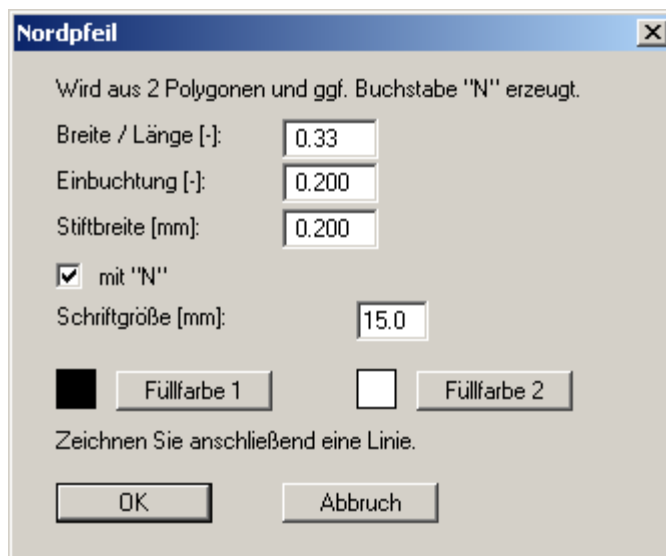 Nordpfeil
Wird aus 2 Polygonen und ggf. Buchstabe "N" erzeugt.
Breite / Länge [-]: 0.33
Einbuchtung [-]: 0.200
Stiftbreite [mm]: 0.200
mit "N"
Schriftgröße [mm]: 15.0
Füllfarbe 1 Füllfarbe 2
Zeichnen Sie anschließend eine Linie.
OK Abbruch